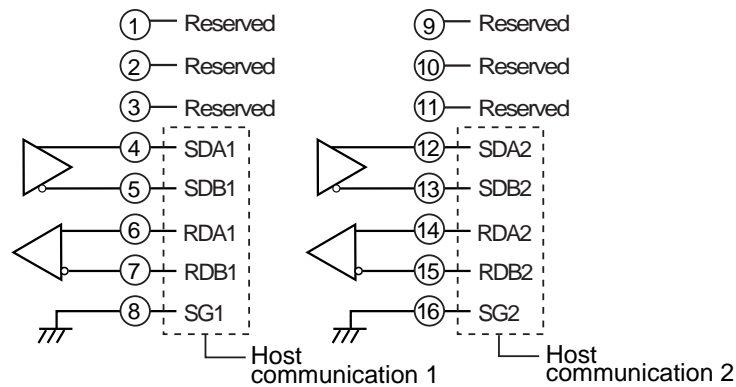 1 Reserved
2 Reserved
3 Reserved
4 SDA1
5 SDB1
6 RDA1
7 RDB1
8 SG1
Host
communication 1
9 Reserved
10 Reserved
11 Reserved
12 SDA2
13 SDB2
14 RDA2
15 RDB2
16 SG2
Host
communication 2